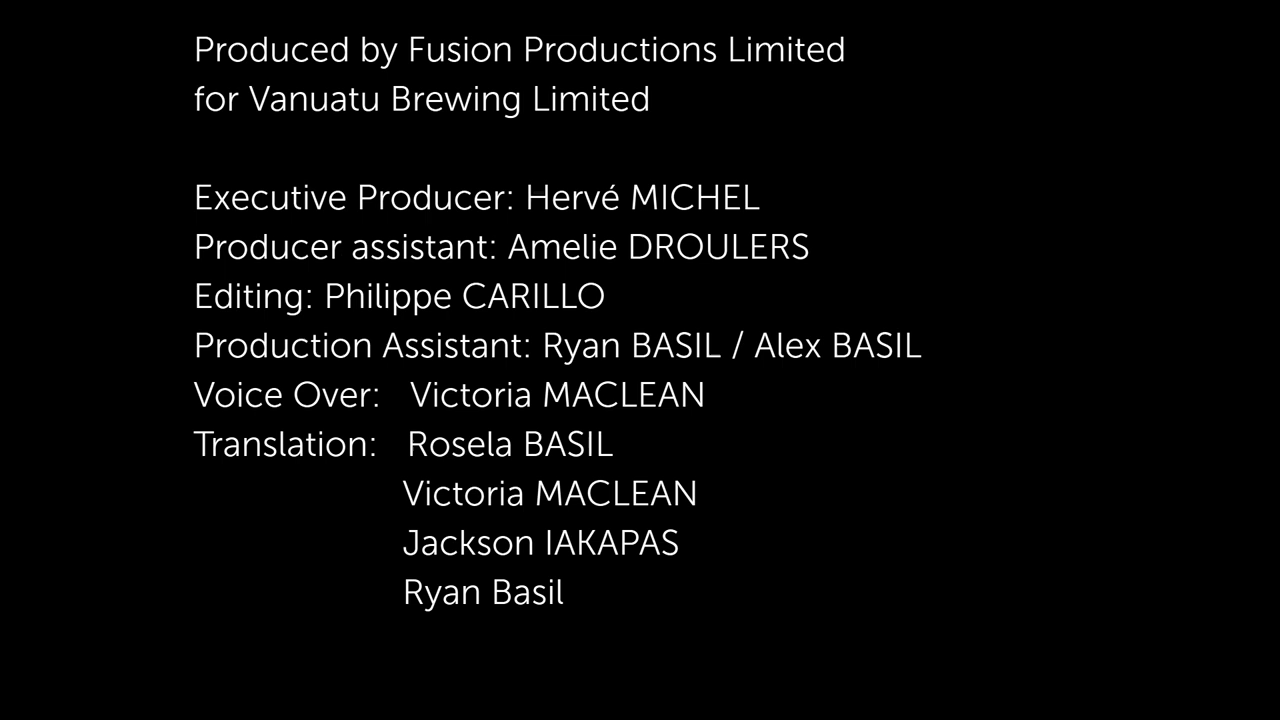 Produced by Fusion Productions Limited
for Vanuatu Brewing Limited
Executive Producer: Hervé MICHEL
Producer assistant: Amelie DROULERS
Editing: Philippe CARILLO
Production Assistant: Ryan BASIL / Alex BASIL
Voice Over: Victoria MACLEAN
Translation: Rosela BASIL
Victoria MACLEAN
Jackson IAKAPAS
Ryan Basil